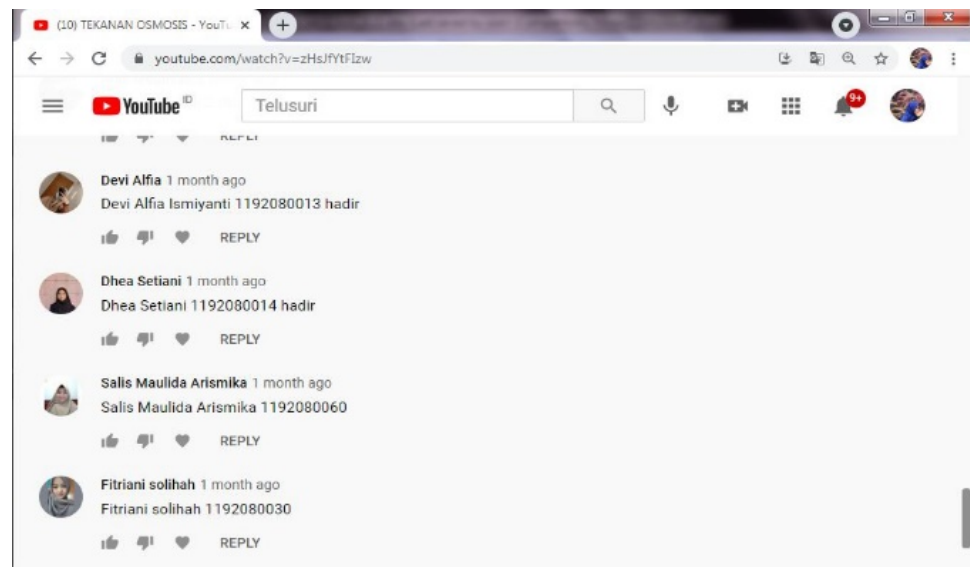 (10) TEKANAN OSMOSIS - YouTu
youtube.com/watch?v=zHsJfYtFIzw
YouTube ID
Telusuri
9+
REPLY
Devi Alfia 1 month ago
Devi Alfia Ismiyanti 1192080013 hadir
REPLY
Dhea Setiani 1 month ago
Dhea Setiani 1192080014 hadir
REPLY
Salis Maulida Arismika 1 month ago
Salis Maulida Arismika 1192080060
REPLY
Fitriani solihah 1 month ago
Fitriani solihah 1192080030
REPLY